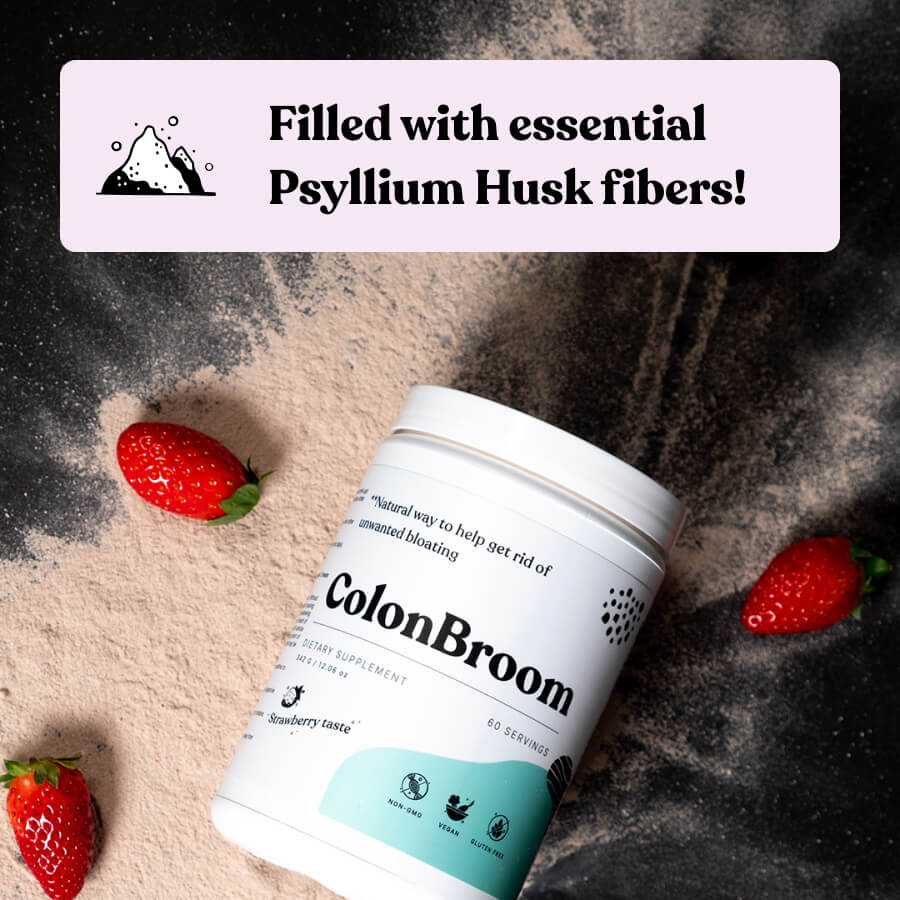 Filled with essential
Psyllium Husk fibers!
"Natural way to help get rid of
unwanted bloating
ColonBroom
DIETARY SUPPLEMENT
342 G / 12.06 oz
60 SERVINGS
Strawberry taste
NON-GMO
VEGAN
GLUTEN FREE